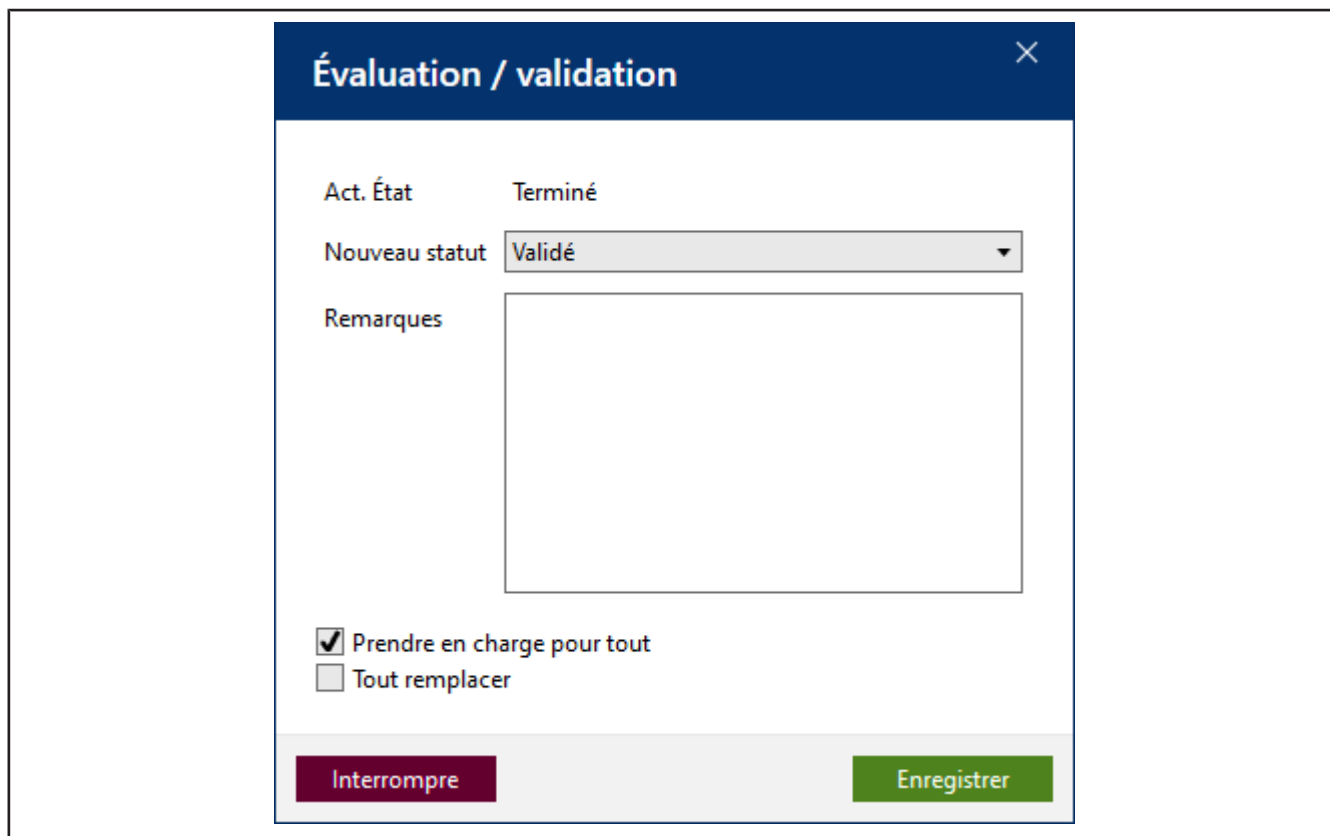 Évaluation / validation
Act. État Terminé
Nouveau statut Validé
Remarques
Prendre en charge pour tout
Tout remplacer
Interrompre Enregistrer